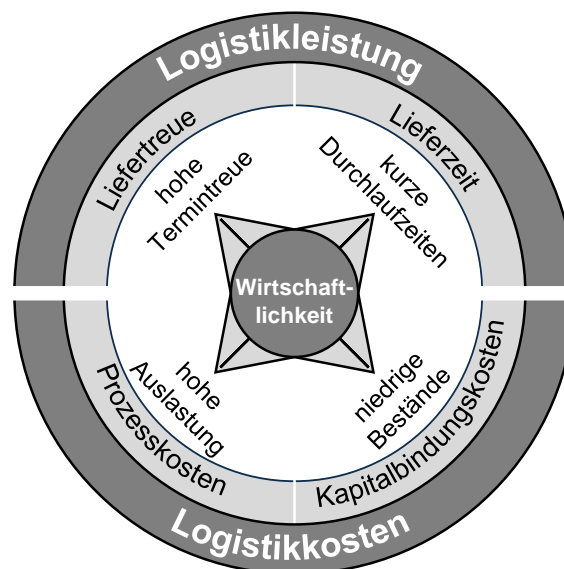 Logistikleistung
Liefertreue
Lieferzeit
hohe
Termintreue
kurze
Durchlaufzeiten
Wirtschaft-
lichkeit
hohe
Auslastung
niedrige
Bestände
Prozesskosten
Kapitalbindungskosten
Logistikkosten